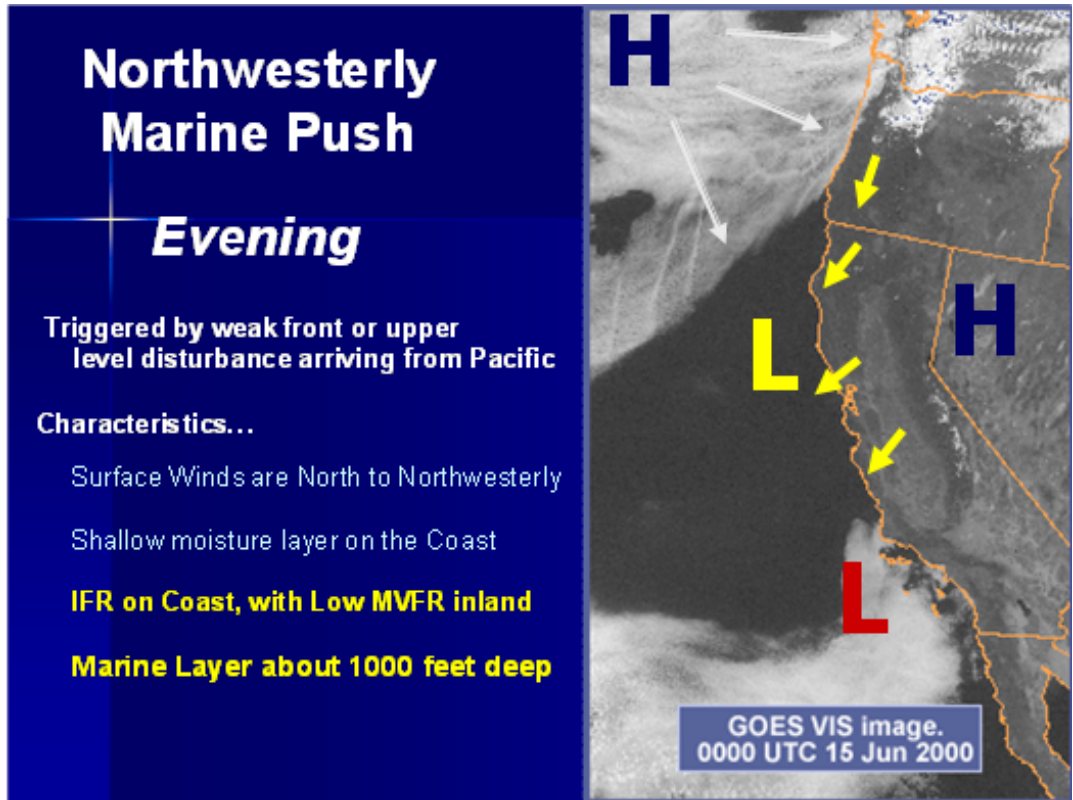 Northwesterly
Marine Push
Evening
Triggered by weak front or upper
level disturbance arriving from Pacific
Characteristics...
Surface Winds are North to Northwesterly
Shallow moisture layer on the Coast
IFR on Coast, with Low MVFR inland
Marine Layer about 1000 feet deep
H
H
L
L
GOES VIS image.
0000 UTC 15 Jun 2000